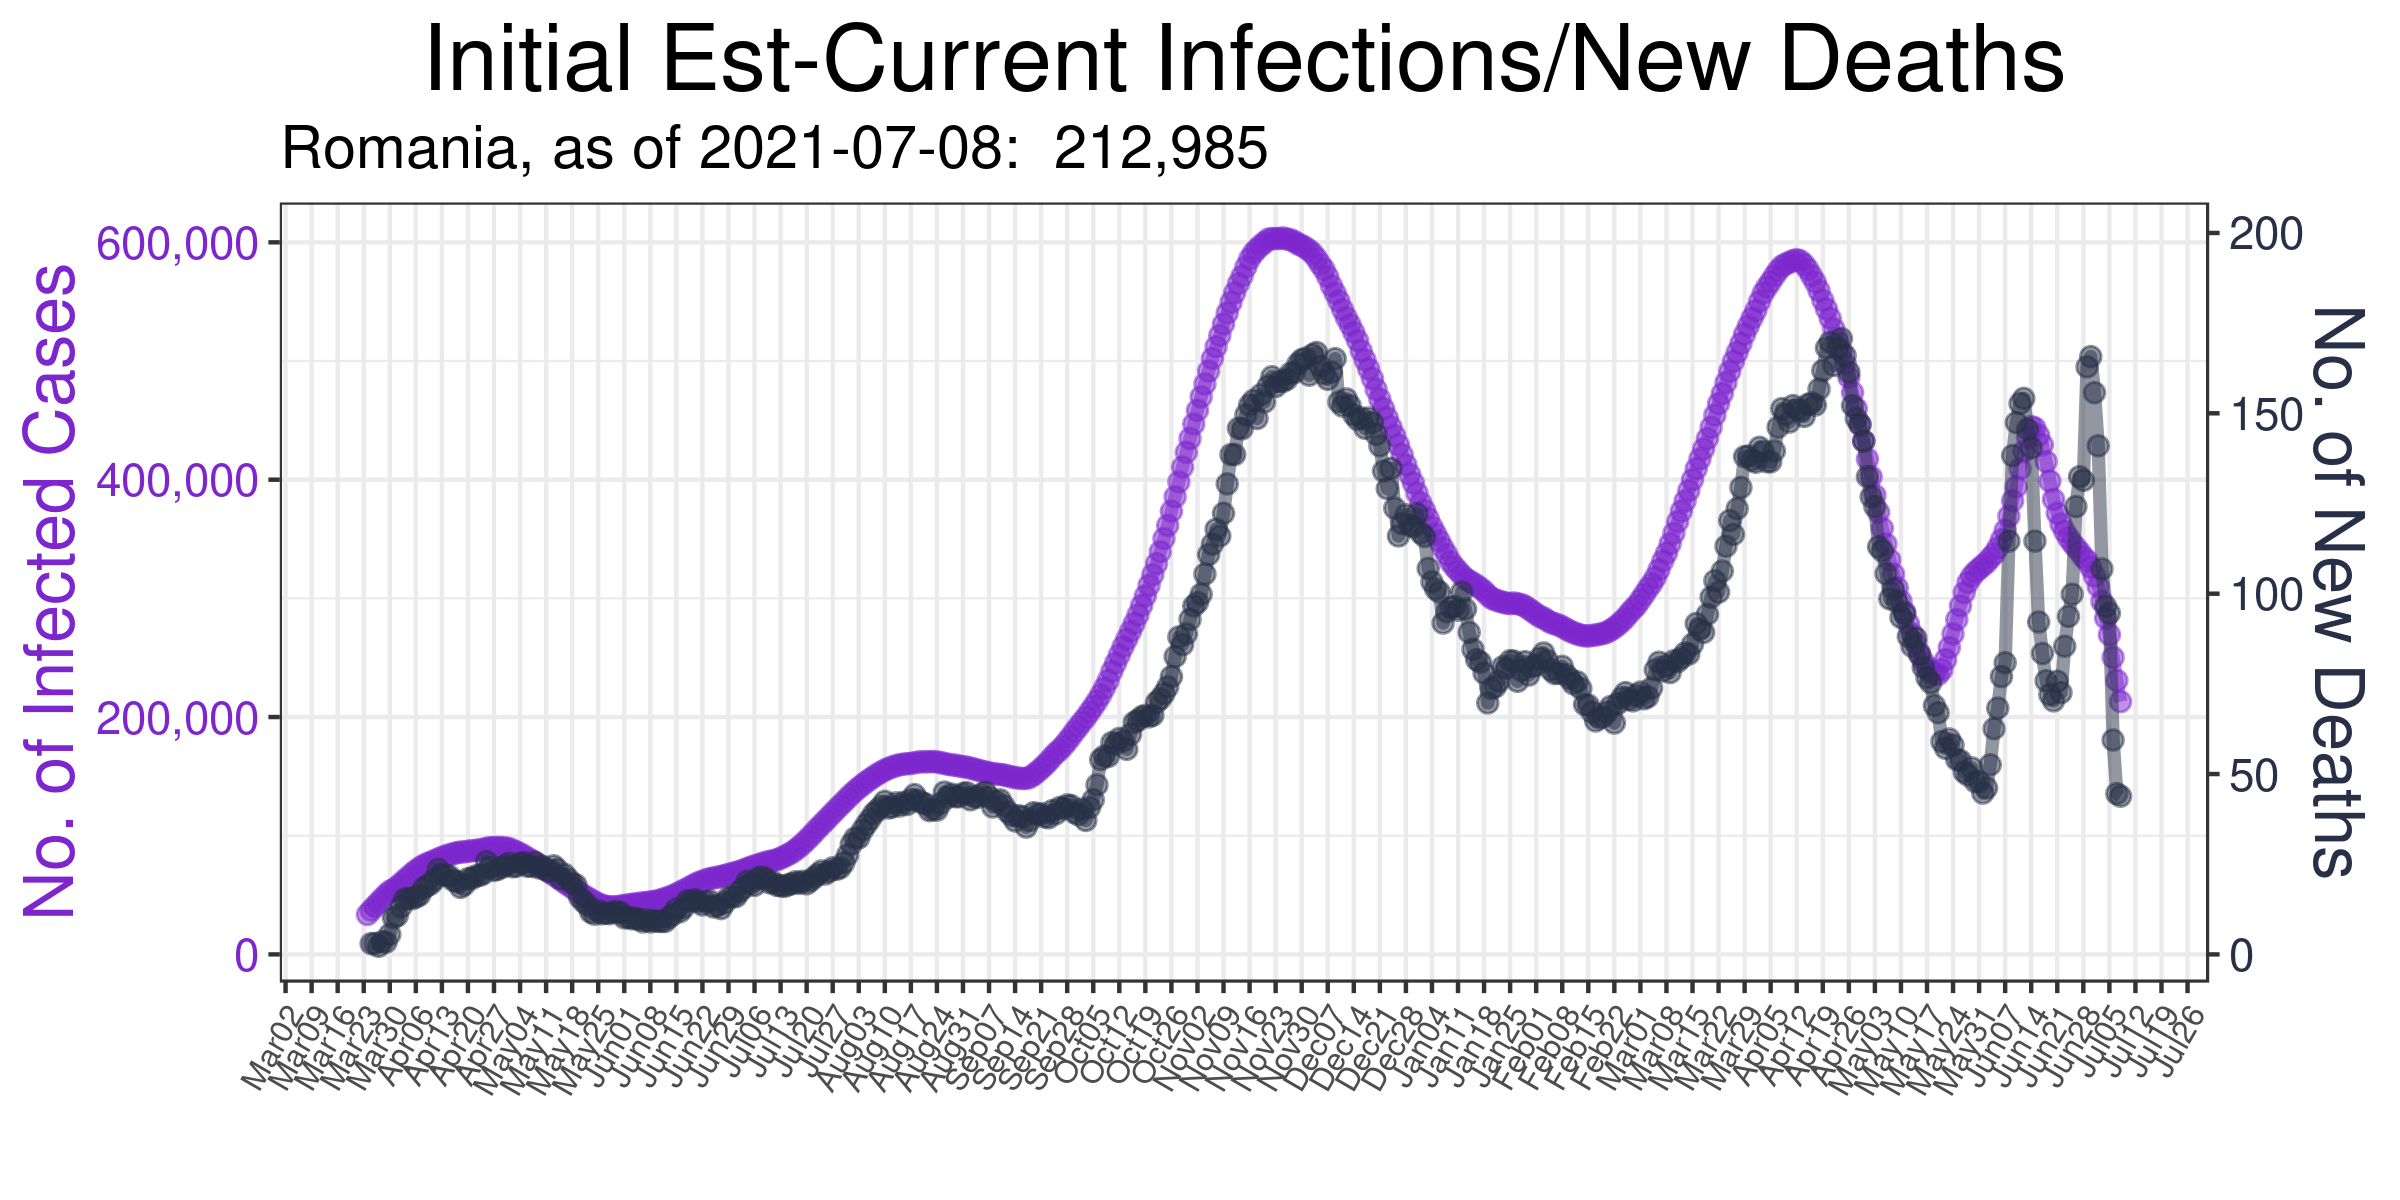 Initial Est-Current Infections/New Deaths
Romania, as of 2021-07-08:  212,985
No. of Infected Cases
600,000
400,000
200,000
0
200
150
100
50
0
No. of New Deaths
Mar02
Mar09
Mar16
Mar23
Mar30
Apr06
Apr13
Apr20
Apr27
May04
May11
May18
May25
Jun01
Jun08
Jun15
Jun22
Jun29
Jul06
Jul13
Jul20
Jul27
Aug03
Aug10
Aug17
Aug24
Aug31
Sep07
Sep14
Sep21
Sep28
Oct05
Oct12
Oct19
Oct26
Nov02
Nov09
Nov16
Nov23
Nov30
Dec07
Dec14
Dec21
Dec28
Jan04
Jan11
Jan18
Jan25
Feb01
Feb08
Feb15
Feb22
Mar01
Mar08
Mar15
Mar22
Mar29
Apr05
Apr12
Apr19
Apr26
May03
May10
May17
May24
May31
Jun07
Jun14
Jun21
Jun28
Jul05
Jul12
Jul19
Jul26